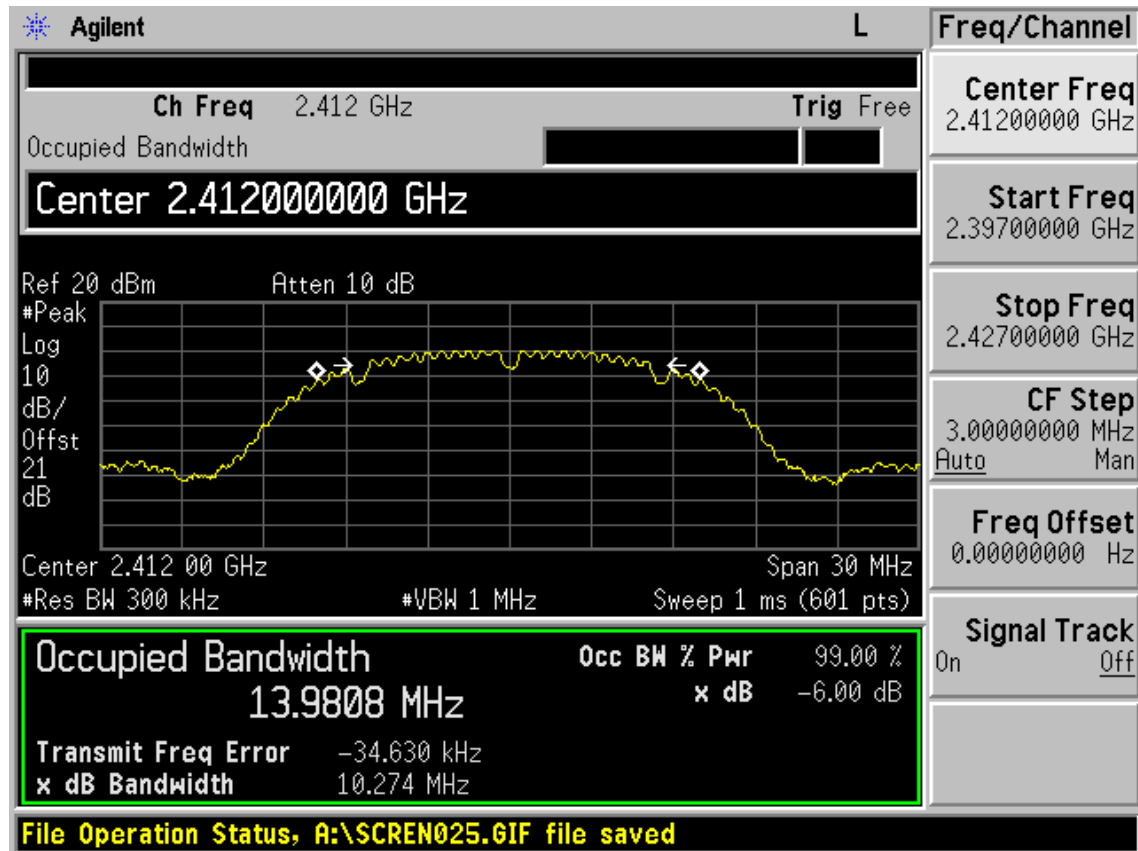 Agilent
L
Freq/Channel
Ch Freq 2.412 GHz
Trig Free
Occupied Bandwidth
Center 2.412000000 GHz
Ref 20 dBm
Atten 10 dB
#Peak
Log
10
dB/
Offst
21
dB
Center 2.412 00 GHz
Span 30 MHz
#Res BW 300 kHz
#VBW 1 MHz
Sweep 1 ms (601 pts)
Occupied Bandwidth
13.9808 MHz
Occ BW % Pwr 99.00 %
x dB -6.00 dB
Transmit Freq Error -34.630 kHz
x dB Bandwidth 10.274 MHz
Center Freq
2.41200000 GHz
Start Freq
2.39700000 GHz
Stop Freq
2.42700000 GHz
CF Step
3.00000000 MHz
Auto Man
Freq Offset
0.00000000 Hz
Signal Track
On Off
File Operation Status, A:\SCREN025.GIF file saved